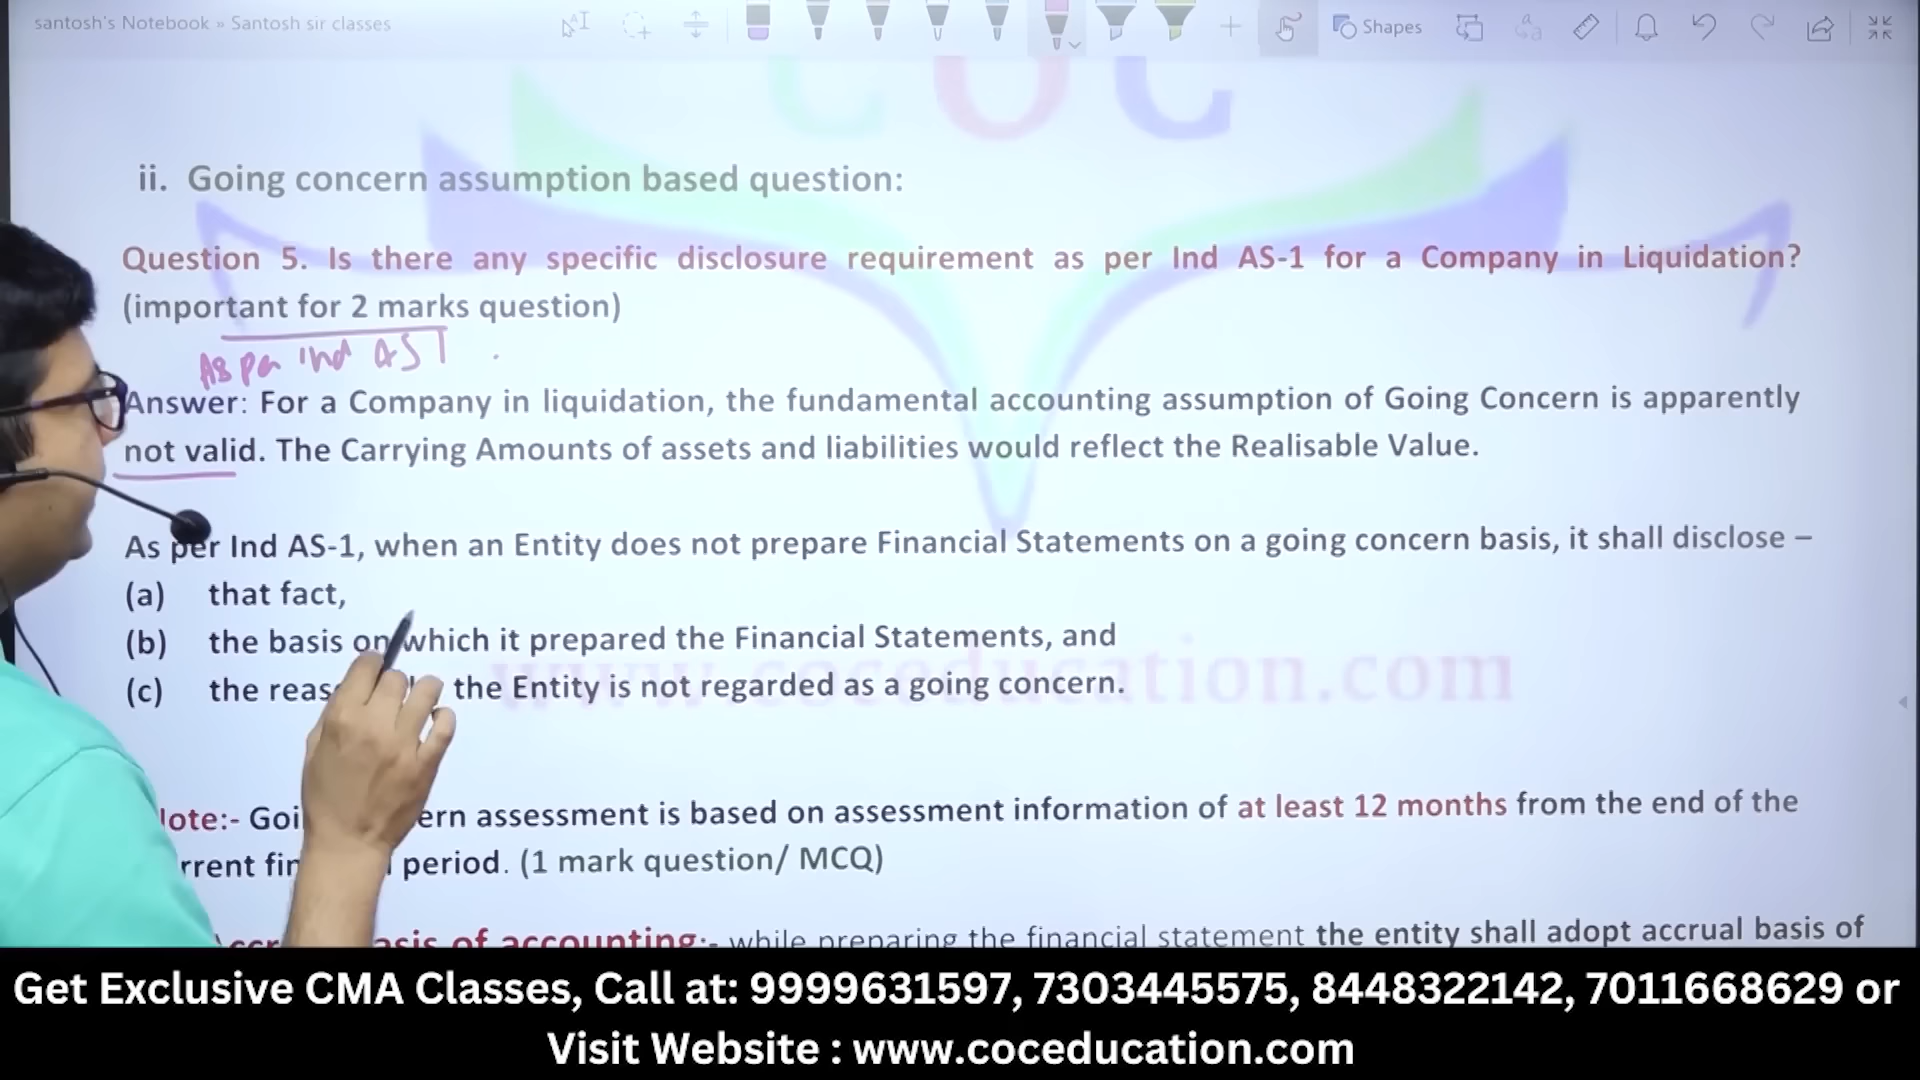 santosh's Notebook » Santosh sir classes
Shapes
COC
ii. Going concern assumption based question:
Question 5. Is there any specific disclosure requirement as per Ind AS-1 for a Company in Liquidation?
(important for 2 marks question)
As per Ind AS 1
Answer: For a Company in liquidation, the fundamental accounting assumption of Going Concern is apparently
not valid. The Carrying Amounts of assets and liabilities would reflect the Realisable Value.
As per Ind AS-1, when an Entity does not prepare Financial Statements on a going concern basis, it shall disclose –
(a) that fact,
(b) the basis on which it prepared the Financial Statements, and
(c) the the Entity is not regarded as a going concern.
www.coceducation.com
assessment is based on assessment information of at least 12 months from the end of the
period. (1 mark question/ MCQ)
of accounting:- while preparing the financial statement the entity shall adopt accrual basis of
Get Exclusive CMA Classes, Call at: 9999631597, 7303445575, 8448322142, 7011668629 or
Visit Website : www.coceducation.com